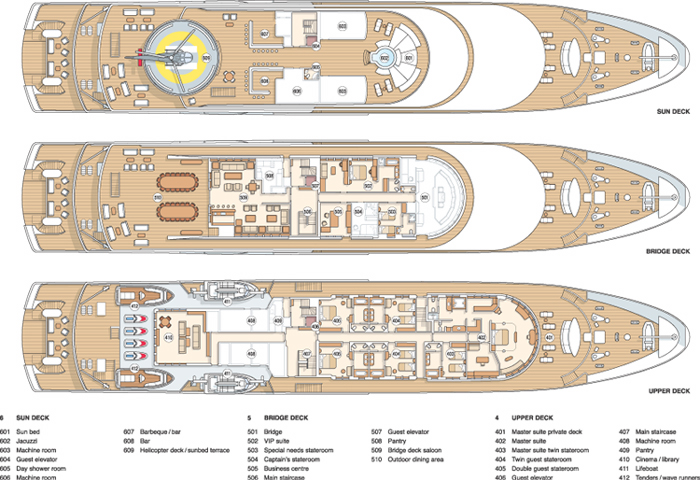 SUN DECK
BRIDGE DECK
UPPER DECK
6 SUN DECK
601 Sun bed
602 Jacuzzi
603 Machine room
604 Guest elevator
605 Day shower room
606 Machine room
607 Barbeque / bar
608 Bar
609 Helicopter deck / sunbed terrace
5 BRIDGE DECK
501 Bridge
502 VIP suite
503 Special needs stateroom
504 Captain's stateroom
505 Business centre
506 Main staircase
507 Guest elevator
508 Pantry
509 Bridge deck saloon
510 Outdoor dining area
4 UPPER DECK
401 Master suite private deck
402 Master suite
403 Master suite twin stateroom
404 Twin guest stateroom
405 Double guest stateroom
406 Guest elevator
407 Main staircase
408 Machine room
409 Pantry
410 Cinema / library
411 Lifeboat
412 Tenders / wave runners